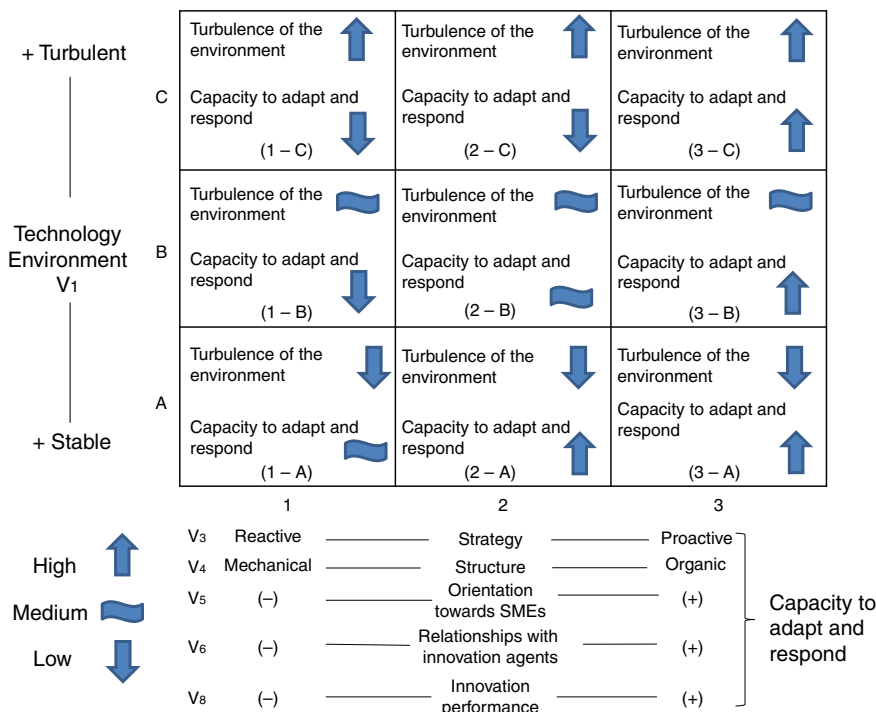 + Turbulent
Technology
Environment
V1
+ Stable
C
Turbulence of the
environment
Capacity to adapt and
respond
(1 – C)
Turbulence of the
environment
Capacity to adapt and
respond
(2 – C)
Turbulence of the
environment
Capacity to adapt and
respond
(3 – C)
B
Turbulence of the
environment
Capacity to adapt and
respond
(1 – B)
Turbulence of the
environment
Capacity to adapt and
respond
(2 – B)
Turbulence of the
environment
Capacity to adapt and
respond
(3 – B)
A
Turbulence of the
environment
Capacity to adapt and
respond
(1 – A)
Turbulence of the
environment
Capacity to adapt and
respond
(2 – A)
Turbulence of the
environment
Capacity to adapt and
respond
(3 – A)
1 2 3
High
Medium
Low
V3 Reactive Strategy Proactive
V4 Mechanical Structure Organic
V5 (–) Orientation
towards SMEs (+)
V6 (–) Relationships with
innovation agents (+)
V8 (–) Innovation
performance (+)
Capacity to
adapt and
respond